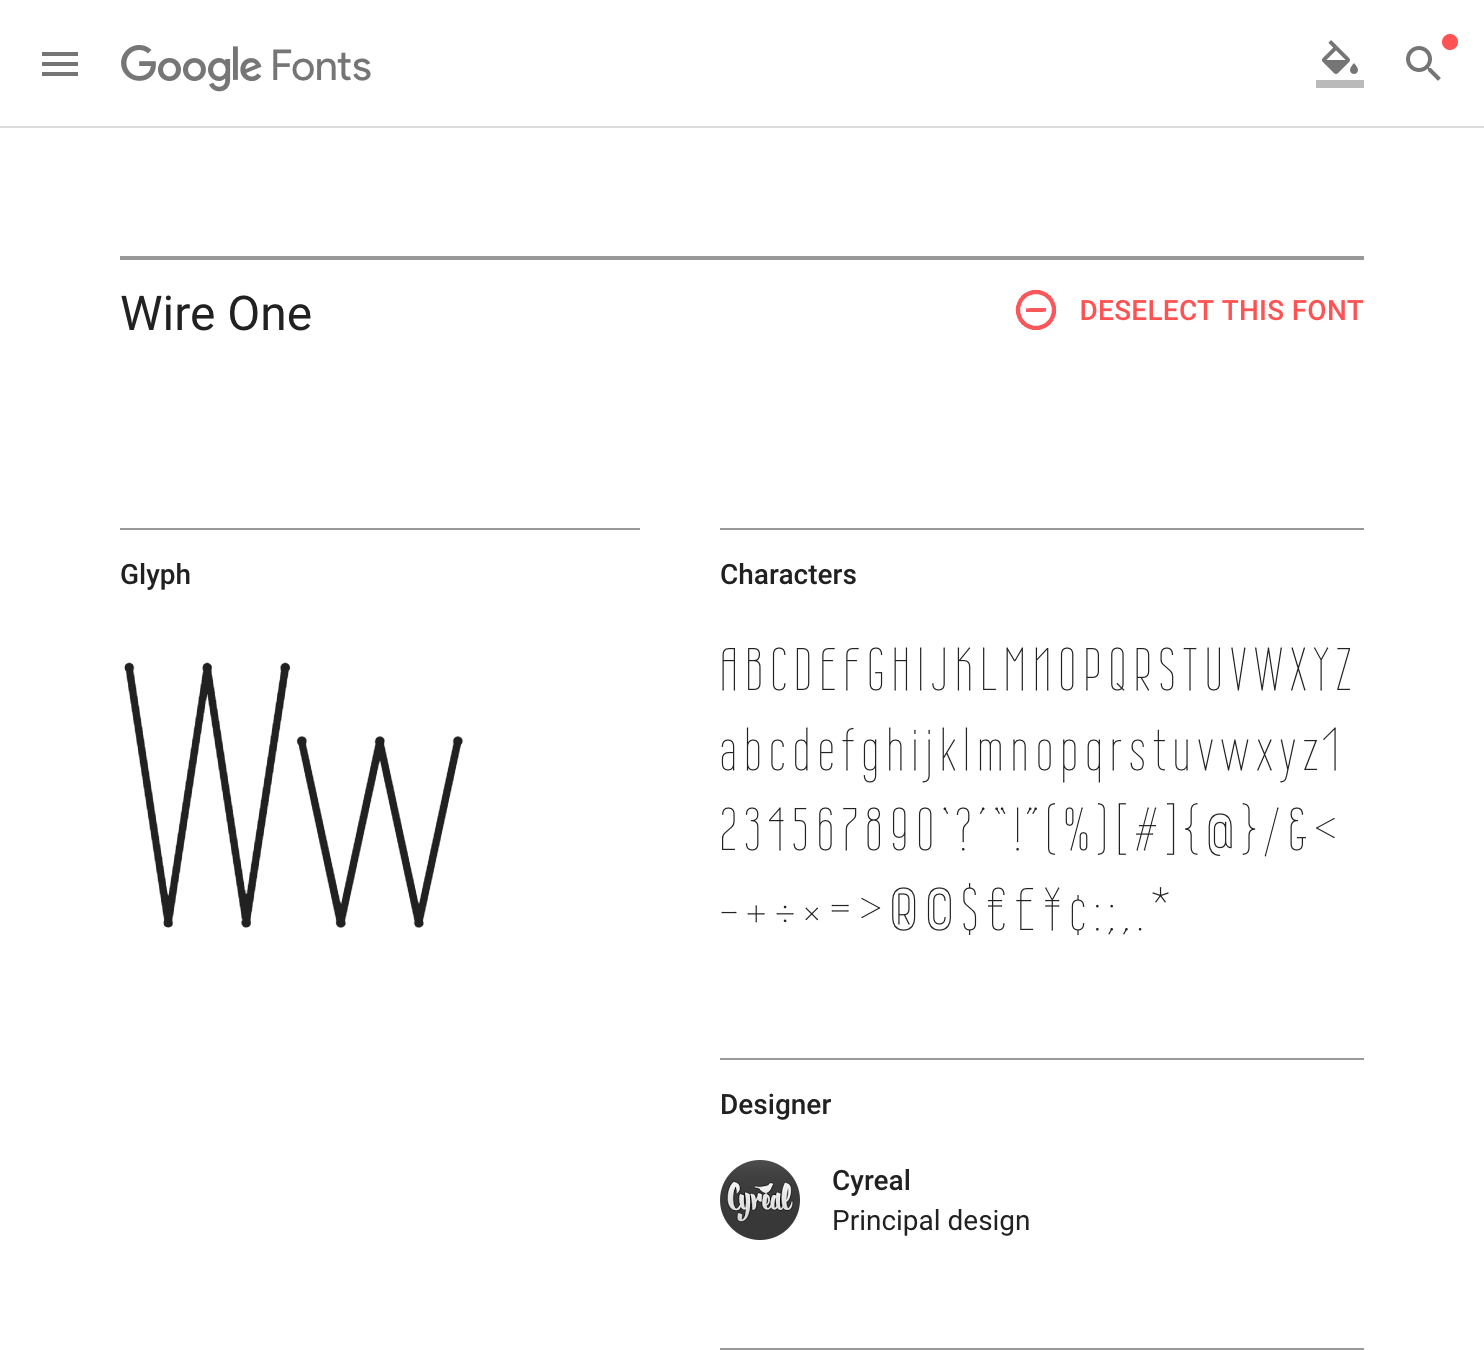 Google Fonts
Wire One
DESELECT THIS FONT
Glyph
Ww
Characters
ABCDEFGHIJKLMNOPQRSTUVWXYZ
abcdefghijklmnopqrstuvwxyz1
234567890‘?’“!”(%)[#]{@}/&<
-+÷×=>®©$€£¥¢:;,.*
Designer
Cyreal
Cyreal
Principal design